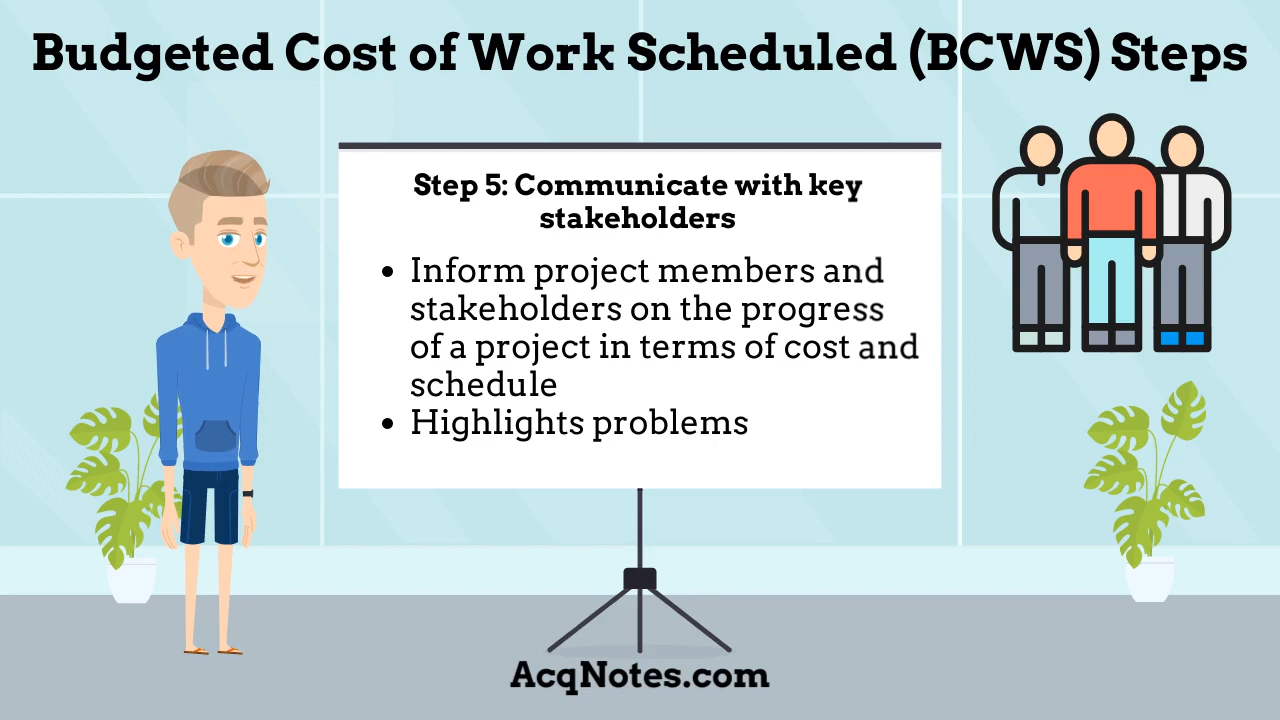 Budgeted Cost of Work Scheduled (BCWS) Steps
Step 5: Communicate with key
stakeholders
• Inform project members and
stakeholders on the progress
of a project in terms of cost and
schedule
• Highlights problems
AcqNotes.com